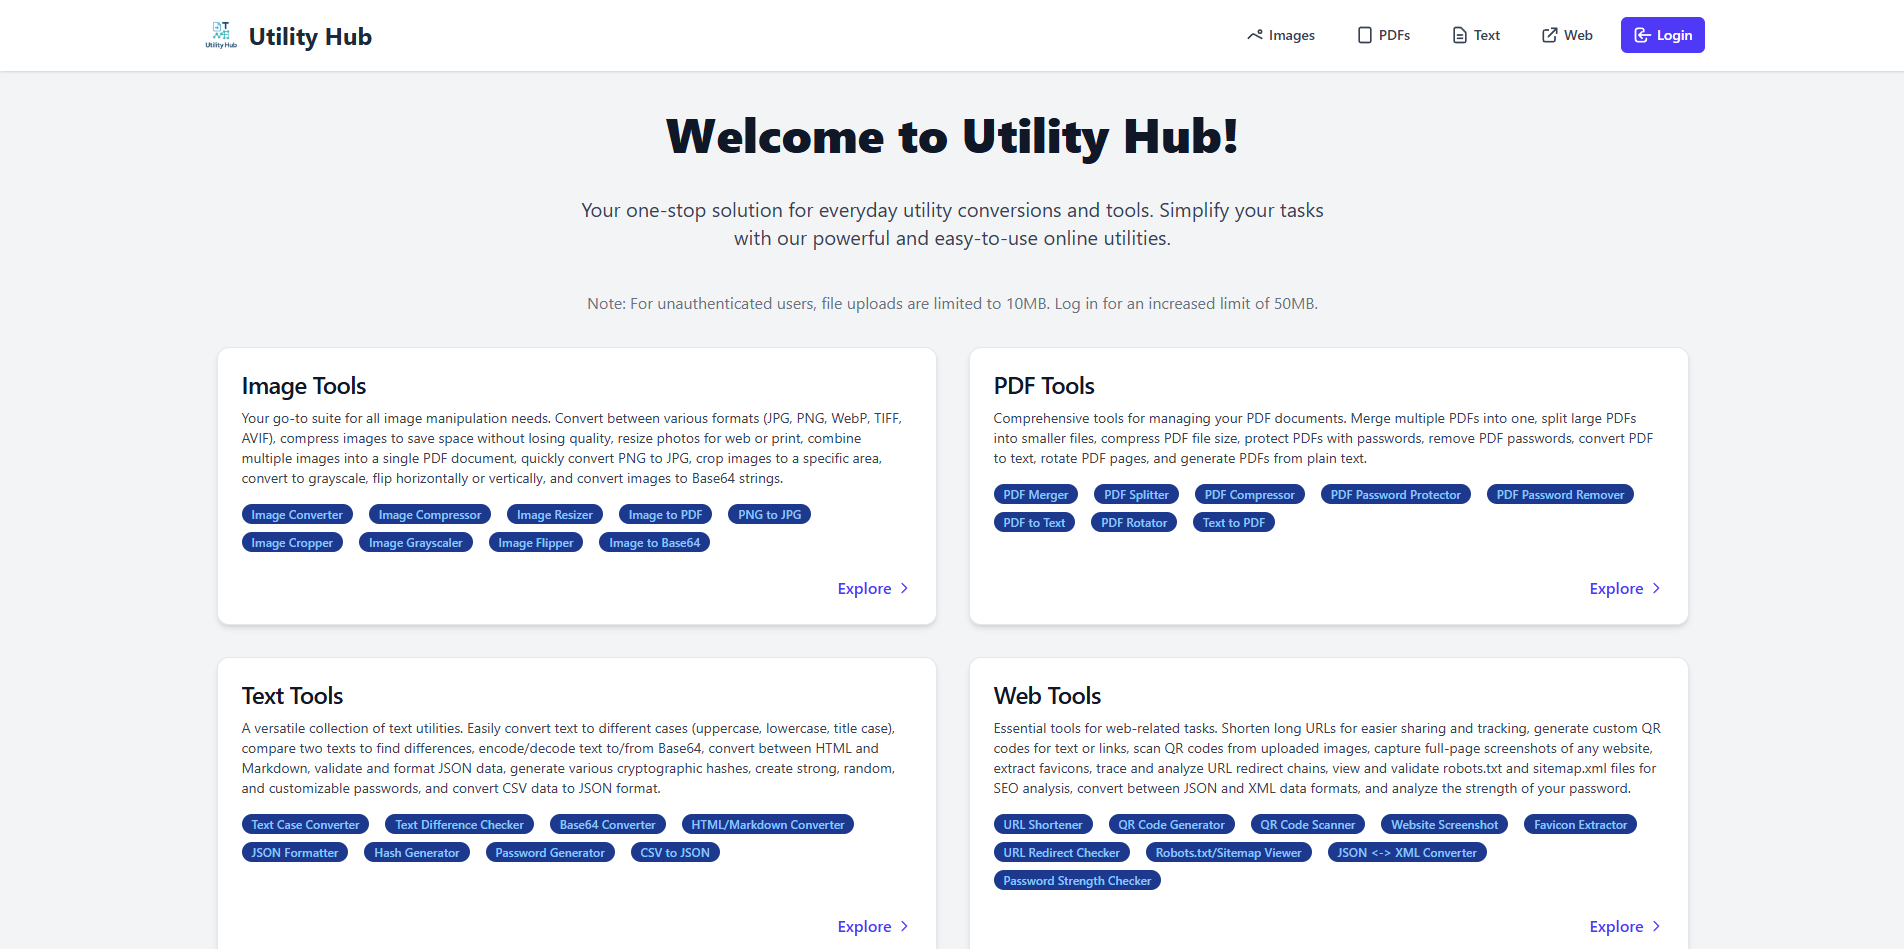 Utility Hub
Utility Hub
Images
PDFs
Text
Web
Login
Welcome to Utility Hub!
Your one-stop solution for everyday utility conversions and tools. Simplify your tasks
with our powerful and easy-to-use online utilities.
Note: For unauthenticated users, file uploads are limited to 10MB. Log in for an increased limit of 50MB.
Image Tools
Your go-to suite for all image manipulation needs. Convert between various formats (JPG, PNG, WebP, TIFF,
AVIF), compress images to save space without losing quality, resize photos for web or print, combine
multiple images into a single PDF document, quickly convert PNG to JPG, crop images to a specific area,
convert to grayscale, flip horizontally or vertically, and convert images to Base64 strings.
Image Converter Image Compressor Image Resizer Image to PDF PNG to JPG
Image Cropper Image Grayscaler Image Flipper Image to Base64
Explore
PDF Tools
Comprehensive tools for managing your PDF documents. Merge multiple PDFs into one, split large PDFs
into smaller files, compress PDF file size, protect PDFs with passwords, remove PDF passwords, convert PDF
to text, rotate PDF pages, and generate PDFs from plain text.
PDF Merger PDF Splitter PDF Compressor PDF Password Protector PDF Password Remover
PDF to Text PDF Rotator Text to PDF
Explore
Text Tools
A versatile collection of text utilities. Easily convert text to different cases (uppercase, lowercase, title case),
compare two texts to find differences, encode/decode text to/from Base64, convert between HTML and
Markdown, validate and format JSON data, generate various cryptographic hashes, create strong, random,
and customizable passwords, and convert CSV data to JSON format.
Text Case Converter Text Difference Checker Base64 Converter HTML/Markdown Converter
JSON Formatter Hash Generator Password Generator CSV to JSON
Explore
Web Tools
Essential tools for web-related tasks. Shorten long URLs for easier sharing and tracking, generate custom QR
codes for text or links, scan QR codes from uploaded images, capture full-page screenshots of any website,
extract favicons, trace and analyze URL redirect chains, view and validate robots.txt and sitemap.xml files for
SEO analysis, convert between JSON and XML data formats, and analyze the strength of your password.
URL Shortener QR Code Generator QR Code Scanner Website Screenshot Favicon Extractor
URL Redirect Checker Robots.txt/Sitemap Viewer JSON <-> XML Converter
Password Strength Checker
Explore